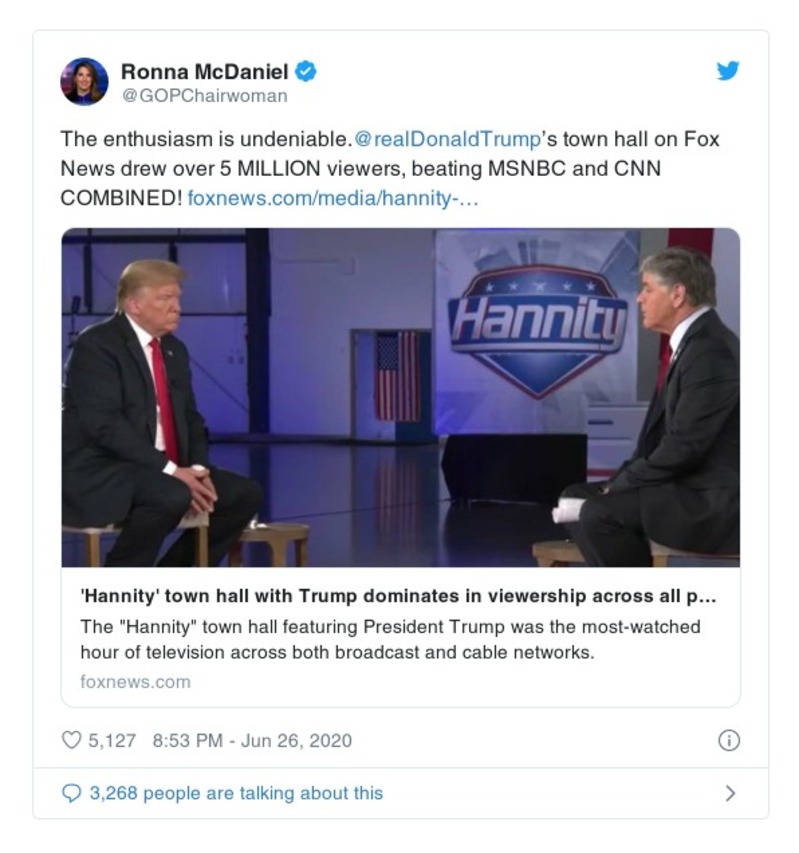 Ronna McDaniel
@GOPChairwoman
The enthusiasm is undeniable.@realDonaldTrump's town hall on Fox
News drew over 5 MILLION viewers, beating MSNBC and CNN
COMBINED! foxnews.com/media/hannity-…
Hannity
'Hannity' town hall with Trump dominates in viewership across all p...
The "Hannity" town hall featuring President Trump was the most-watched
hour of television across both broadcast and cable networks.
foxnews.com
5,127 8:53 PM - Jun 26, 2020
3,268 people are talking about this